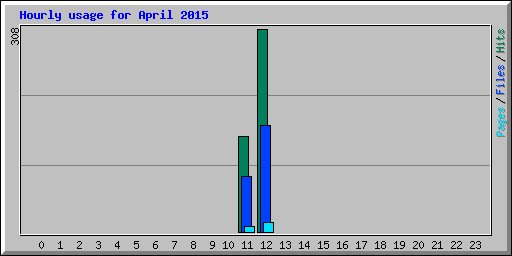 Hourly usage for April 2015
308
Pages/Files/Hits
0 1 2 3 4 5 6 7 8 9 10 11 12 13 14 15 16 17 18 19 20 21 22 23